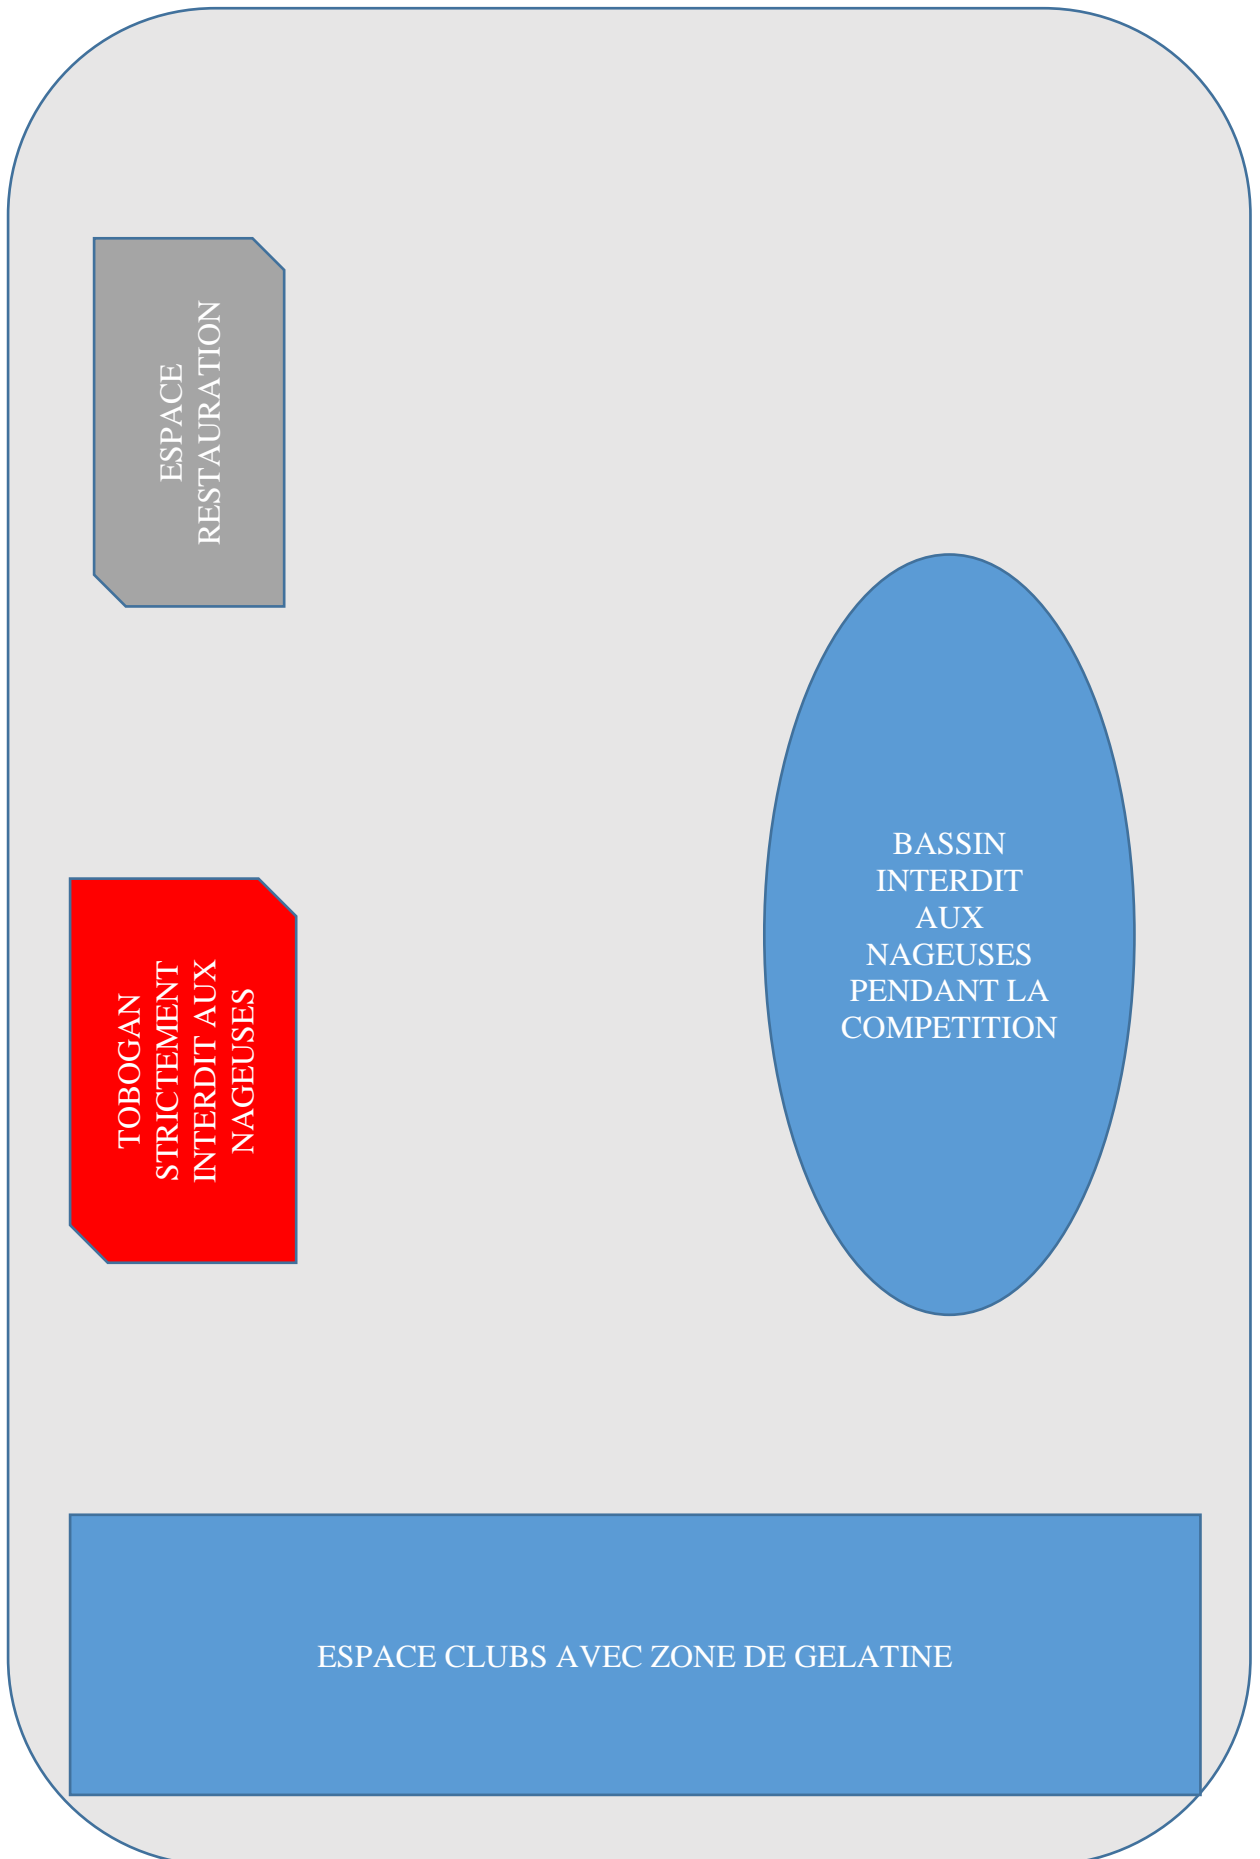 ESPACE
RESTAURATION
BASSIN
INTERDIT
AUX
NAGEUSES
PENDANT LA
COMPETITION
TOBOGAN
STRICTEMENT
INTERDIT AUX
NAGEUSES
ESPACE CLUBS AVEC ZONE DE GELATINE